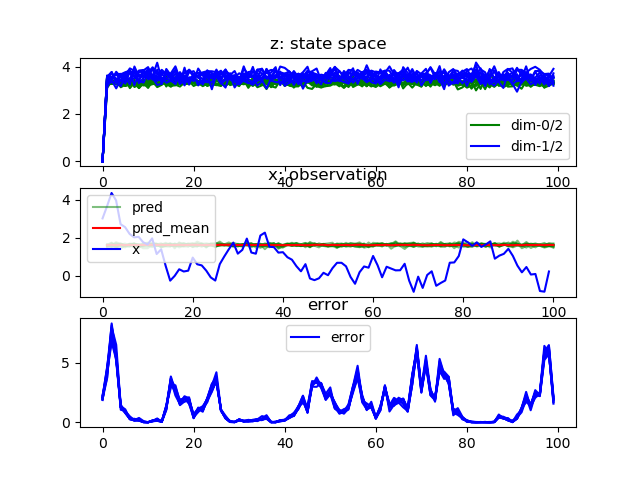 z: state space
4
2
0
dim-0/2
dim-1/2
0 20 40 60 80 100
x: observation
4
2
0
pred
pred_mean
x
0 20 40 60 80 100
error
5
0
error
0 20 40 60 80 100